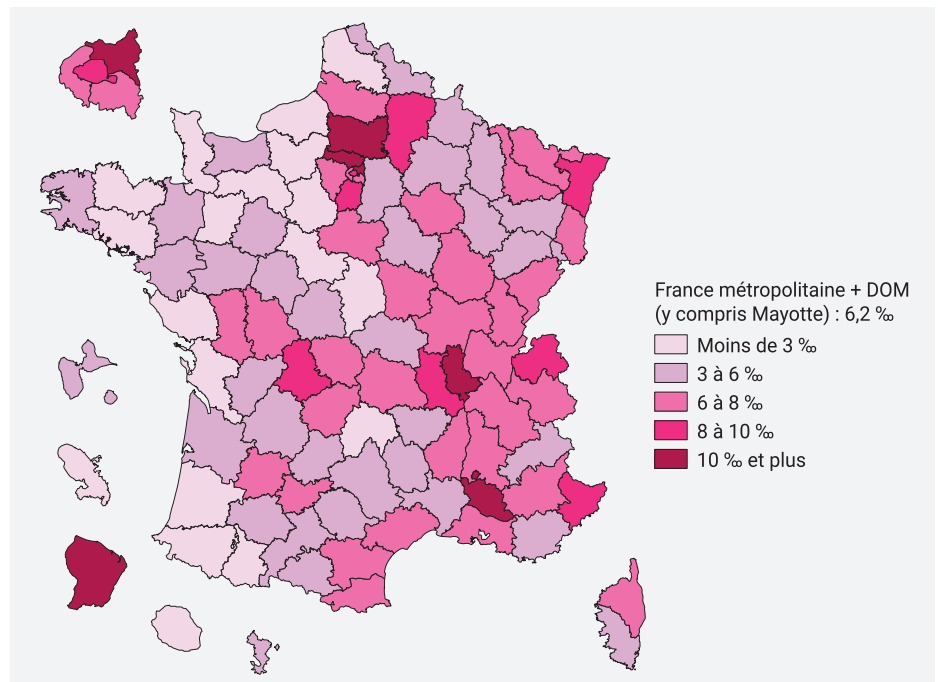 France métropolitaine + DOM
(y compris Mayotte) : 6,2 ‰
Moins de 3 ‰
3 à 6 ‰
6 à 8 ‰
8 à 10 ‰
10 ‰ et plus